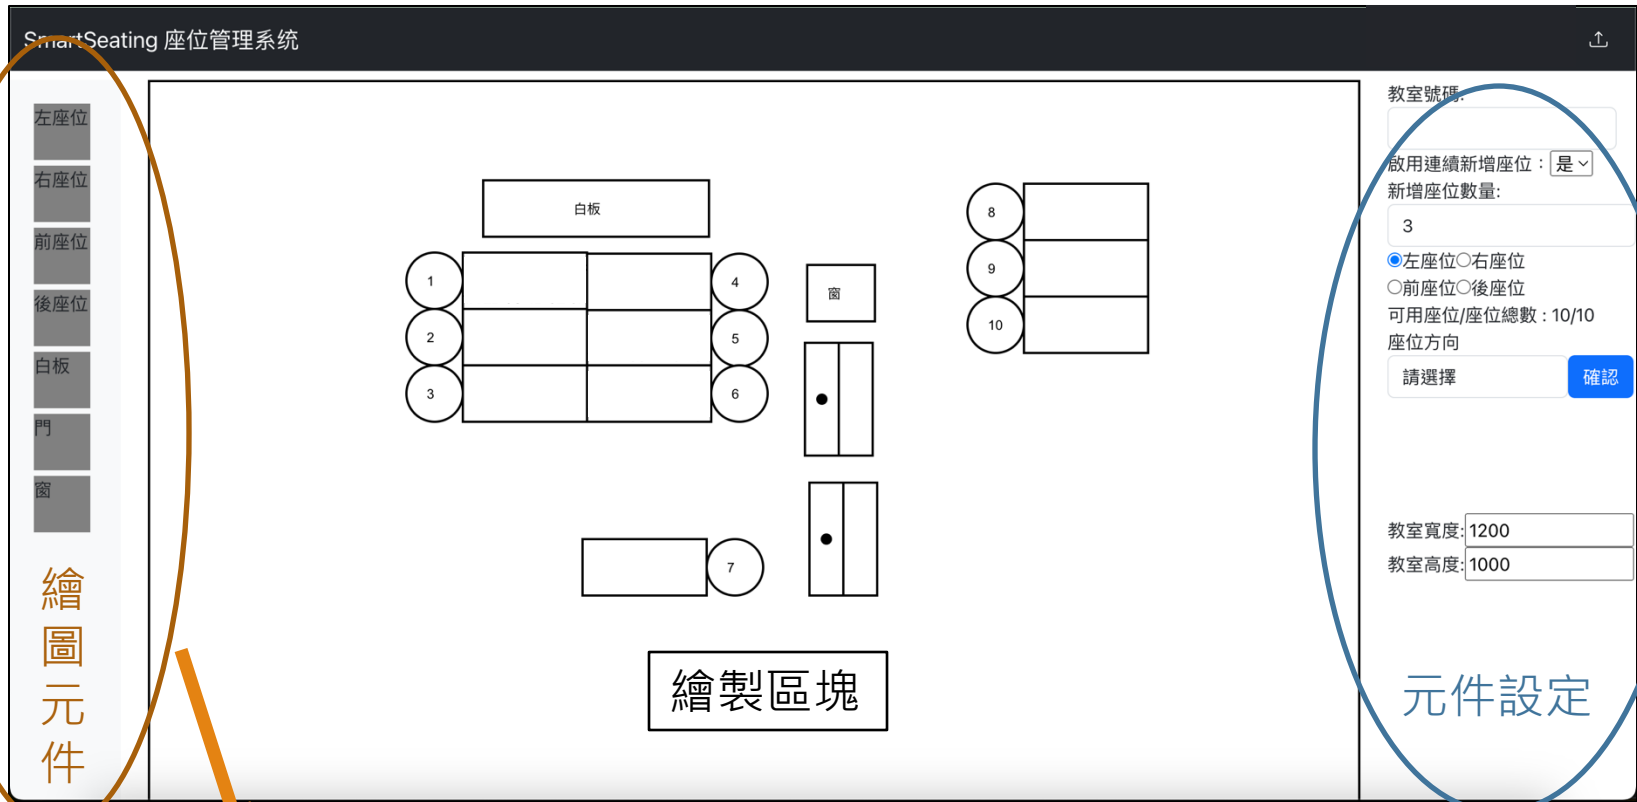 SmartSeating 座位管理系統
左座位
右座位
前座位
後座位
白板
門
窗
繪
圖
元
件
白板
1
2
3
4
5
6
窗
7
8
9
10
繪製區塊
教室號碼:
啟用連續新增座位：是
新增座位數量:
3
左座位 右座位
前座位 後座位
可用座位/座位總數 : 10/10
座位方向
請選擇 確認
教室寬度: 1200
教室高度: 1000
元件設定